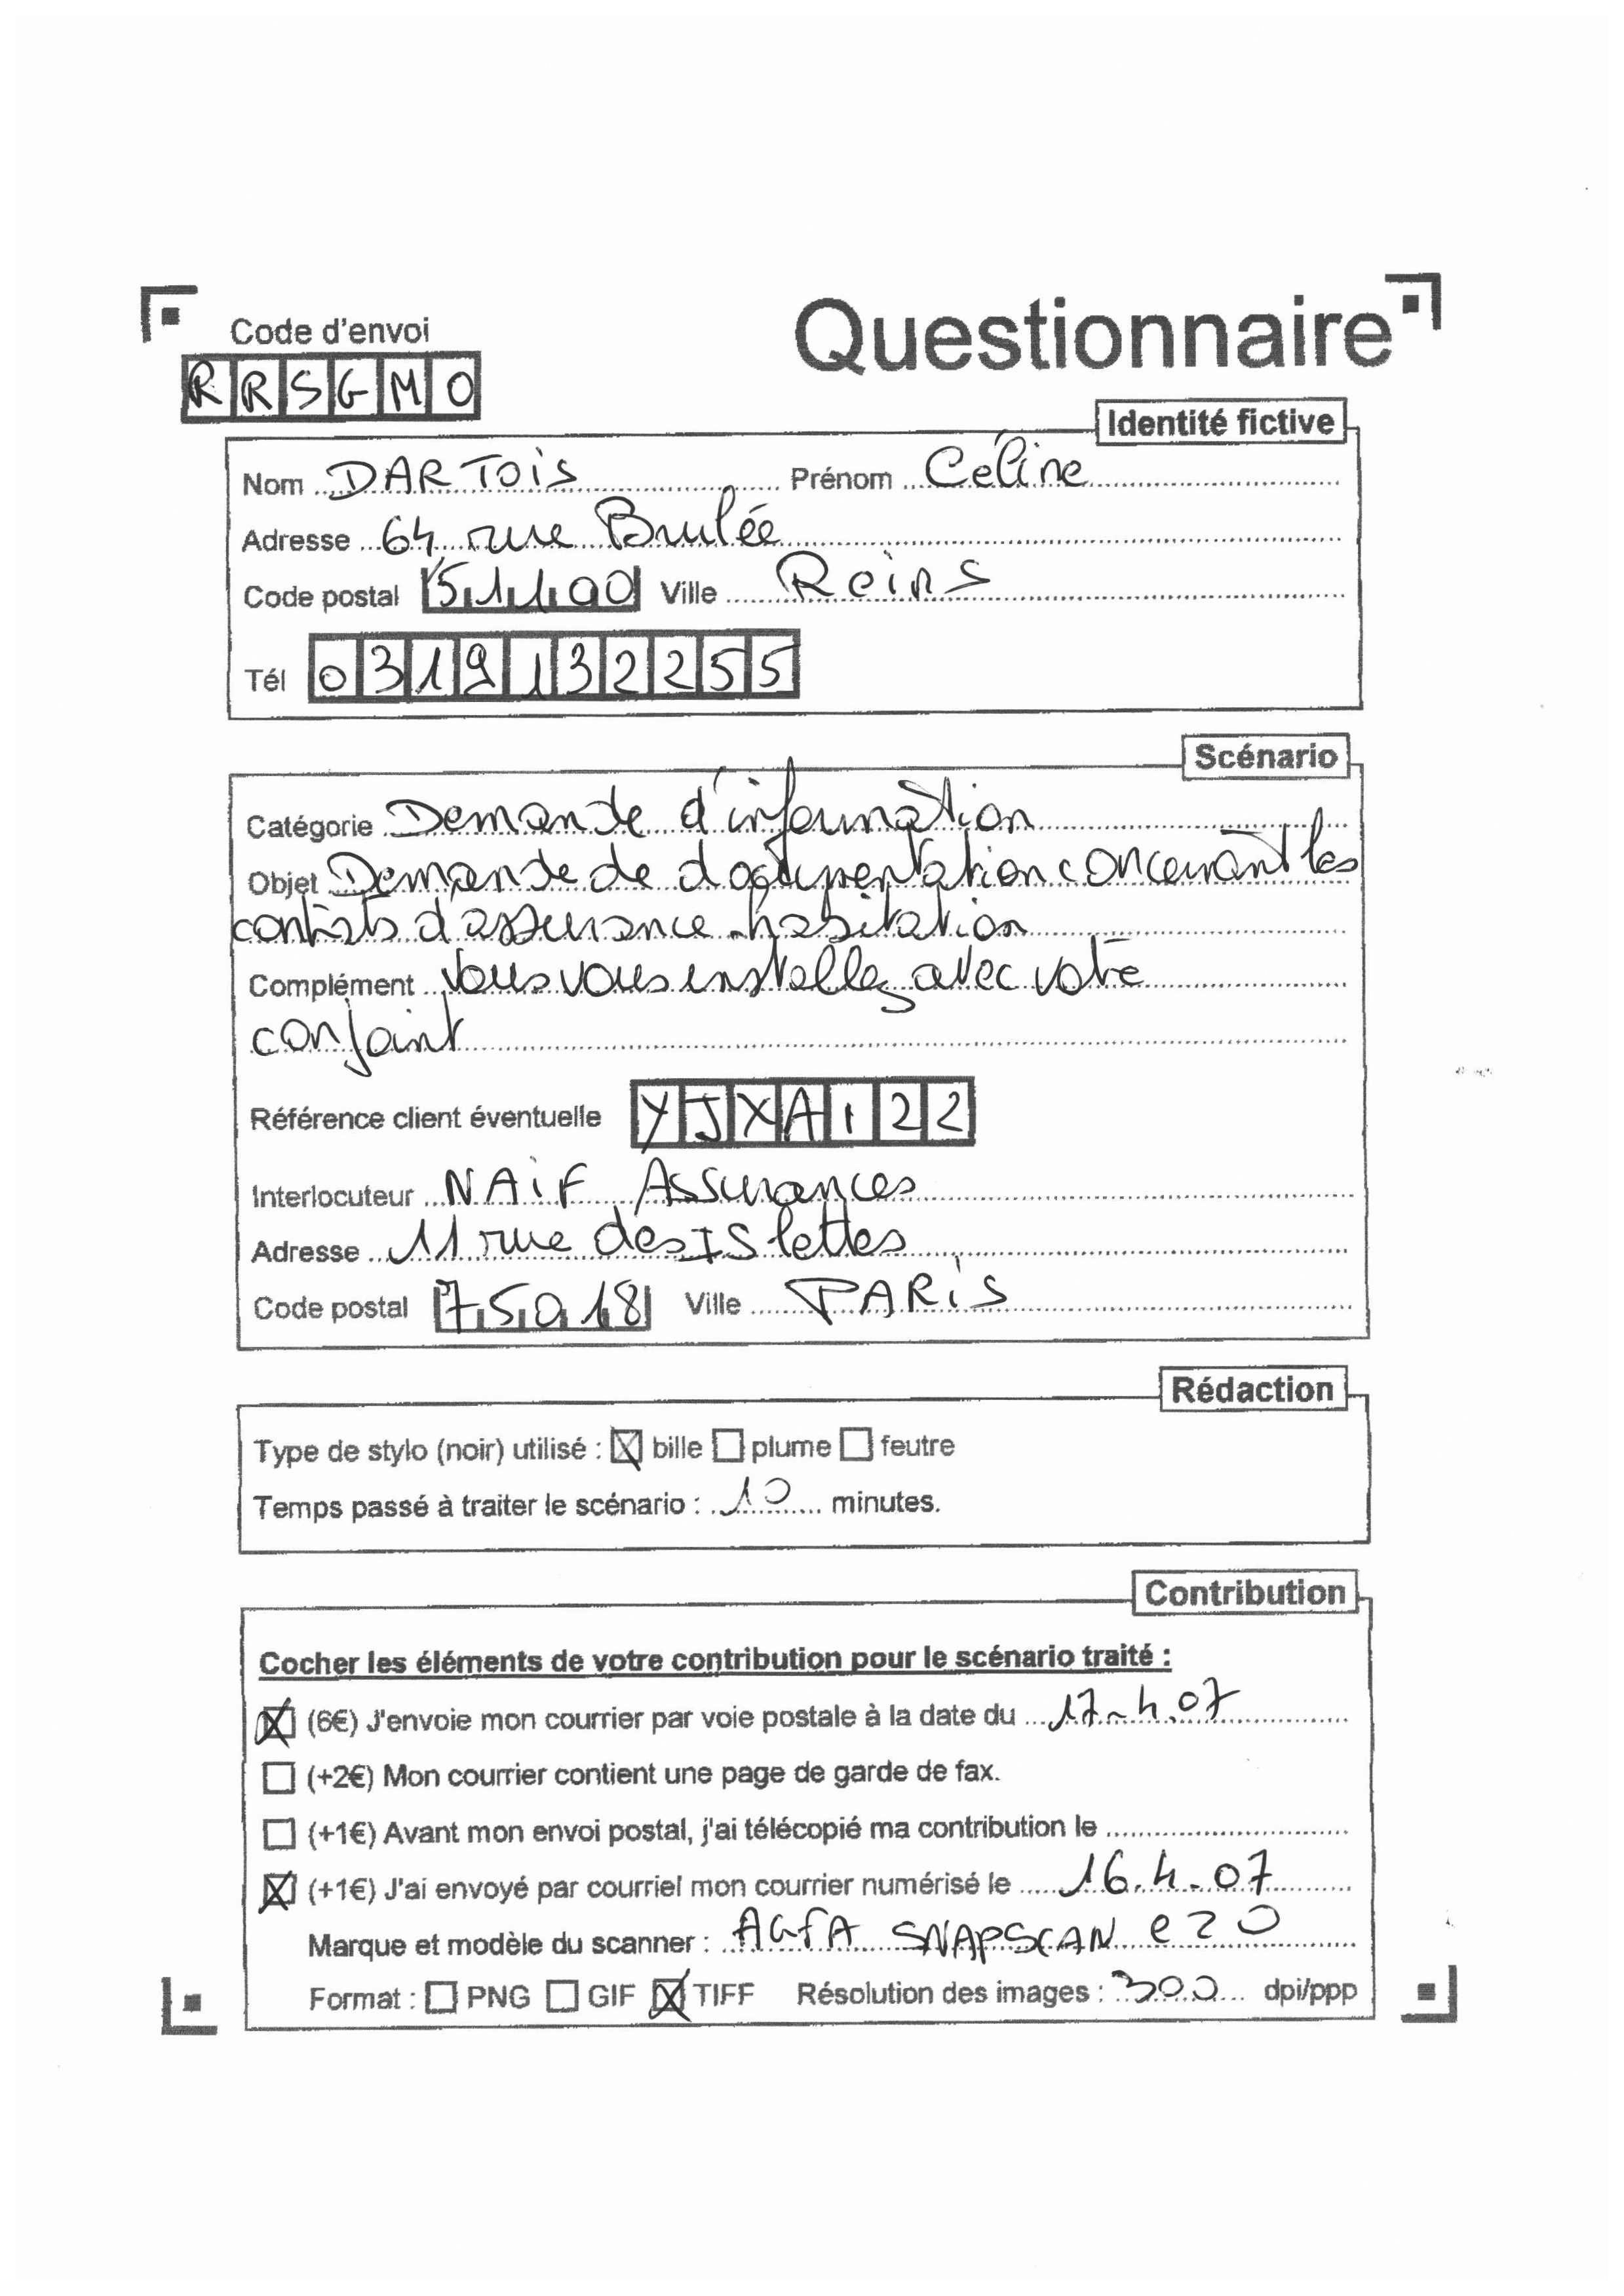 Questionnaire
Code d'envoi
RRSGMO
Identité fictive
Nom DARTOIS Prénom Céline
Adresse 64 rue Brulée
Code postal 51100 Ville Reims
Tél 0319132255
Scénario
Catégorie Demande d'information
Objet Demande de documentation concernant les
contrats d'assurance habitation
Complément Vous vous installez avec votre
conjoint
Référence client éventuelle YJXA122
Interlocuteur NAiF Assurances
Adresse 11 rue des ISlettes
Code postal 75018 Ville PARiS
Rédaction
Type de stylo (noir) utilisé : ☒ bille ☐ plume ☐ feutre
Temps passé à traiter le scénario : 10 minutes.
Contribution
Cocher les éléments de votre contribution pour le scénario traité :
☒ (6€) J'envoie mon courrier par voie postale à la date du 17-4.07
☐ (+2€) Mon courrier contient une page de garde de fax.
☐ (+1€) Avant mon envoi postal, j'ai télécopié ma contribution le
☒ (+1€) J'ai envoyé par courriel mon courrier numérisé le 16.4.07
Marque et modèle du scanner : AGFA SNAPSCAN e20
Format : ☐ PNG ☐ GIF ☒ TIFF Résolution des images : 300 dpi/ppp